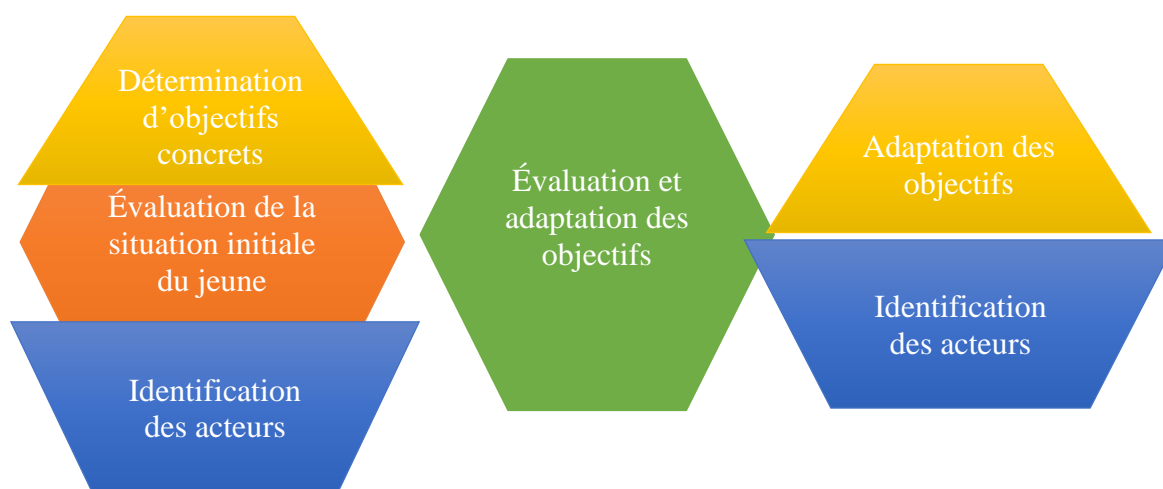 Détermination
d’objectifs
concrets
Évaluation de la
situation initiale
du jeune
Identification
des acteurs
Évaluation et
adaptation des
objectifs
Adaptation des
objectifs
Identification
des acteurs